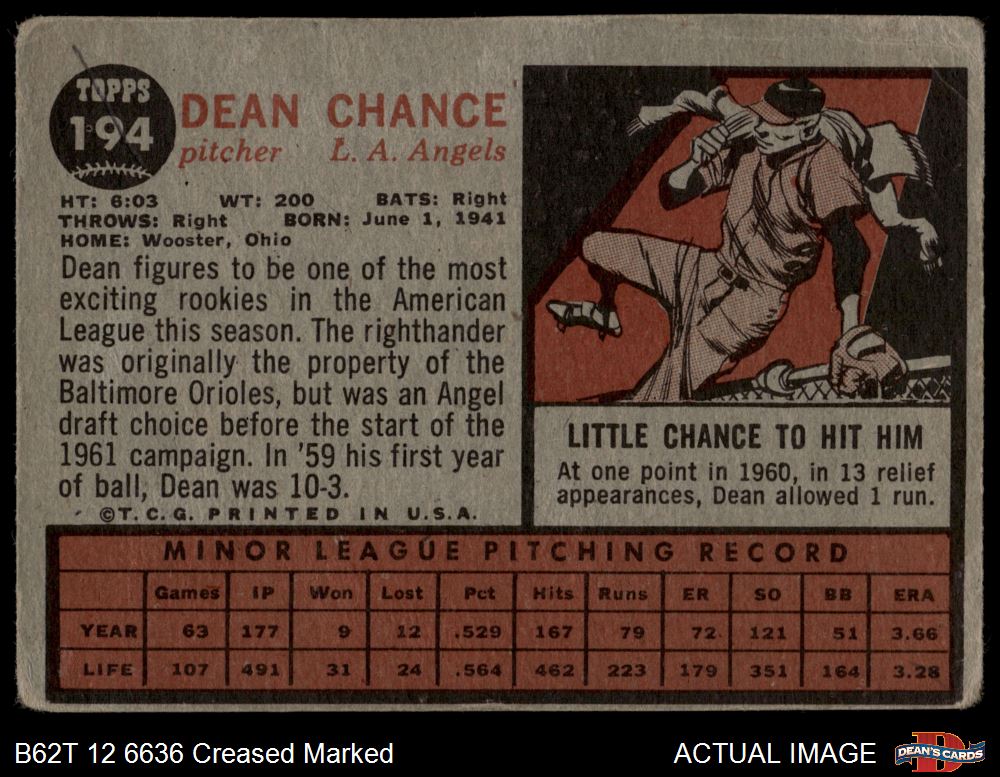 TOPPS
194
DEAN CHANCE
pitcher L. A. Angels
HT: 6:03 WT: 200 BATS: Right
THROWS: Right BORN: June 1, 1941
HOME: Wooster, Ohio
Dean figures to be one of the most
exciting rookies in the American
League this season. The righthander
was originally the property of the
Baltimore Orioles, but was an Angel
draft choice before the start of the
1961 campaign. In '59 his first year
of ball, Dean was 10-3.
©T. C. G. PRINTED IN U.S.A.
LITTLE CHANCE TO HIT HIM
At one point in 1960, in 13 relief
appearances, Dean allowed 1 run.
MINOR LEAGUE PITCHING RECORD
Games IP Won Lost Pct Hits Runs ER SO BB ERA
YEAR 63 177 9 12 .529 167 79 72 121 51 3.66
LIFE 107 491 31 24 .564 462 223 179 351 164 3.28
B62T 12 6636 Creased Marked
ACTUAL IMAGE
D
DEAN'S CARDS